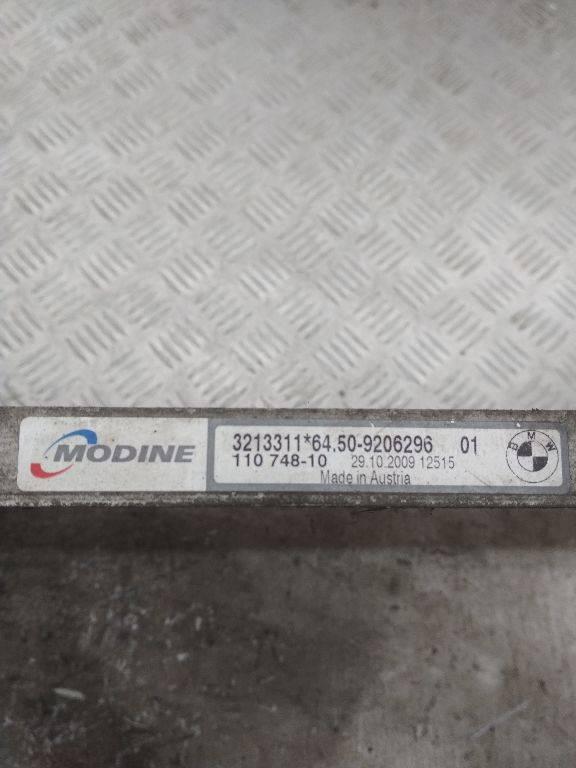 MODINE
3213311*64.50-9206296 01
110 748-10 29.10.2009 12515
Made in Austria
BMW